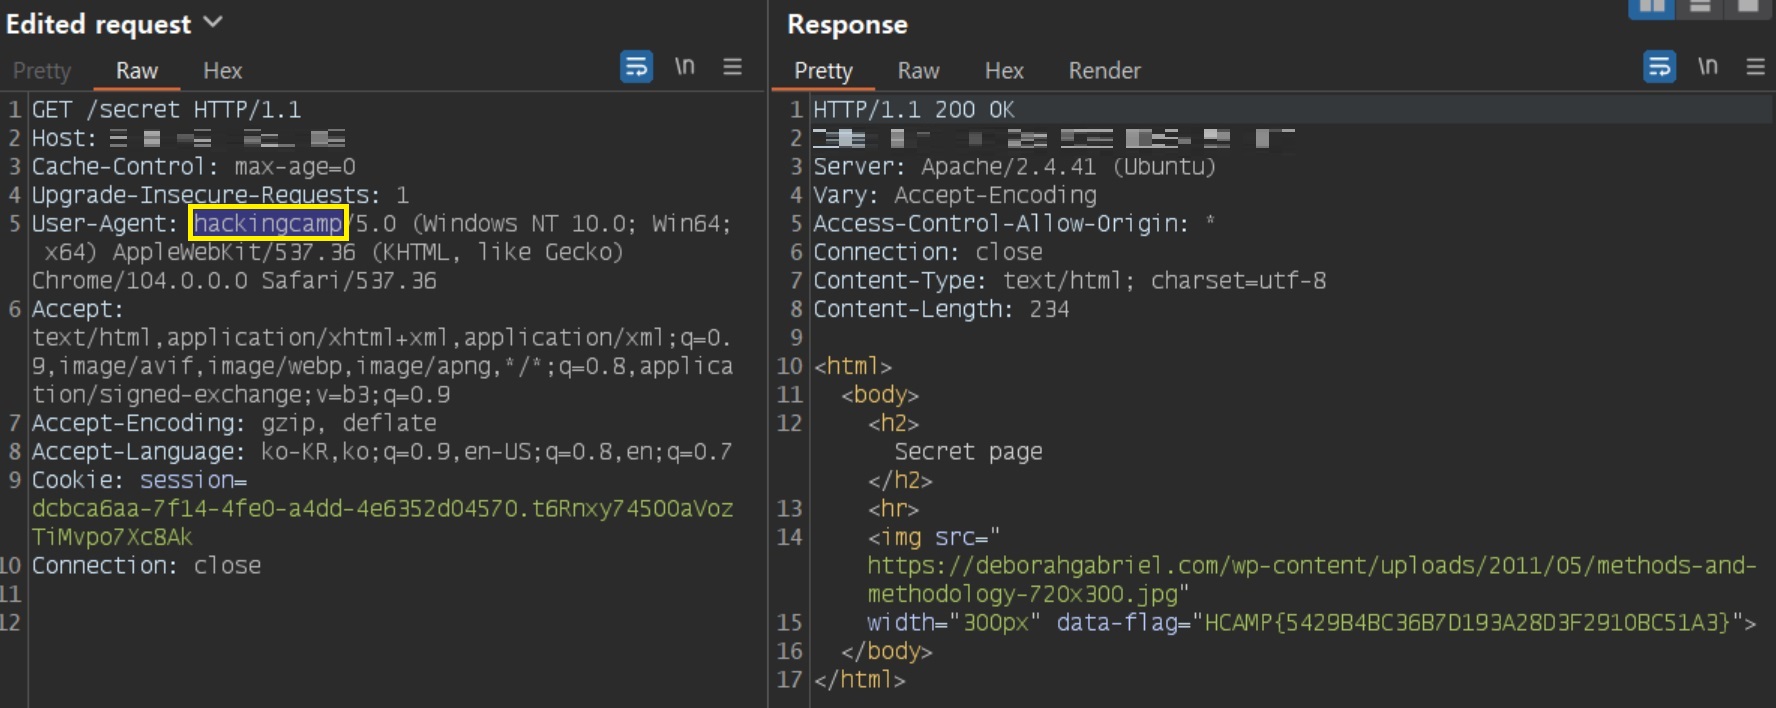 Edited request
Pretty Raw Hex \n
1 GET /secret HTTP/1.1
2 Host:
3 Cache-Control: max-age=0
4 Upgrade-Insecure-Requests: 1
5 User-Agent: hackingcamp/5.0 (Windows NT 10.0; Win64;
x64) AppleWebKit/537.36 (KHTML, like Gecko)
Chrome/104.0.0.0 Safari/537.36
6 Accept:
text/html,application/xhtml+xml,application/xml;q=0.
9,image/avif,image/webp,image/apng,*/*;q=0.8,applica
tion/signed-exchange;v=b3;q=0.9
7 Accept-Encoding: gzip, deflate
8 Accept-Language: ko-KR,ko;q=0.9,en-US;q=0.8,en;q=0.7
9 Cookie: session=
dcbca6aa-7f14-4fe0-a4dd-4e6352d04570.t6Rnxy74500aVoz
TiMvpo7Xc8Ak
10 Connection: close
11
12
Response
Pretty Raw Hex Render \n
1 HTTP/1.1 200 OK
2
3 Server: Apache/2.4.41 (Ubuntu)
4 Vary: Accept-Encoding
5 Access-Control-Allow-Origin: *
6 Connection: close
7 Content-Type: text/html; charset=utf-8
8 Content-Length: 234
9
10 <html>
11 <body>
12 <h2>
Secret page
</h2>
13 <hr>
14 <img src="
https://deborahgabriel.com/wp-content/uploads/2011/05/methods-and-
methodology-720x300.jpg"
15 width="300px" data-flag="HCAMP{5429B4BC36B7D193A28D3F2910BC51A3}">
16 </body>
17 </html>